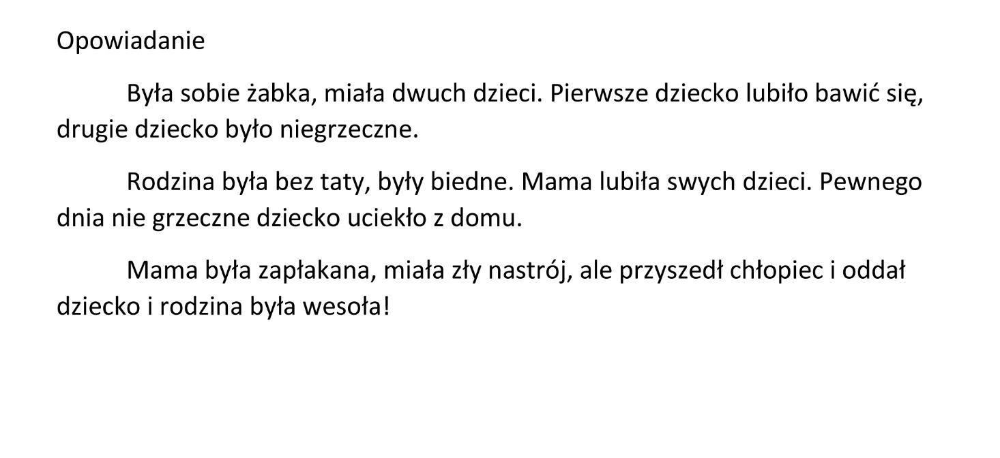 Opowiadanie
Była sobie żabka, miała dwuch dzieci. Pierwsze dziecko lubiło bawić się,
drugie dziecko było niegrzeczne.
Rodzina była bez taty, były biedne. Mama lubiła swych dzieci. Pewnego
dnia nie grzeczne dziecko uciekło z domu.
Mama była zapłakana, miała zły nastrój, ale przyszedł chłopiec i oddał
dziecko i rodzina była wesoła!